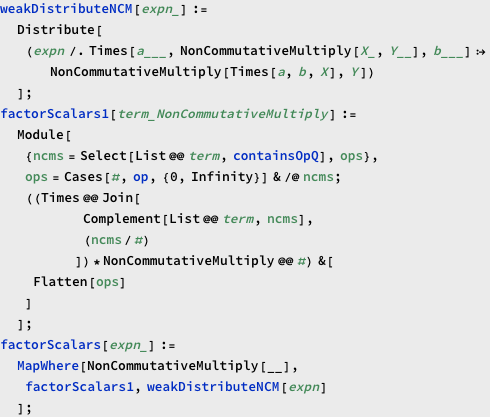 weakDistributeNCM[expn_] :=
Distribute[
(expn /. Times[a___, NonCommutativeMultiply[X_, Y__], b___] :>
NonCommutativeMultiply[Times[a, b, X], Y])
];
factorScalars1[term_NonCommutativeMultiply] :=
Module[
{ncms = Select[List @@ term, containsOpQ], ops},
ops = Cases[#, op, {0, Infinity}] & /@ ncms;
((Times @@ Join[
Complement[List @@ term, ncms],
(ncms / #)
]) * NonCommutativeMultiply @@ #) &[
Flatten[ops]
]
];
factorScalars[expn_] :=
MapWhere[NonCommutativeMultiply[__],
factorScalars1, weakDistributeNCM[expn]
];